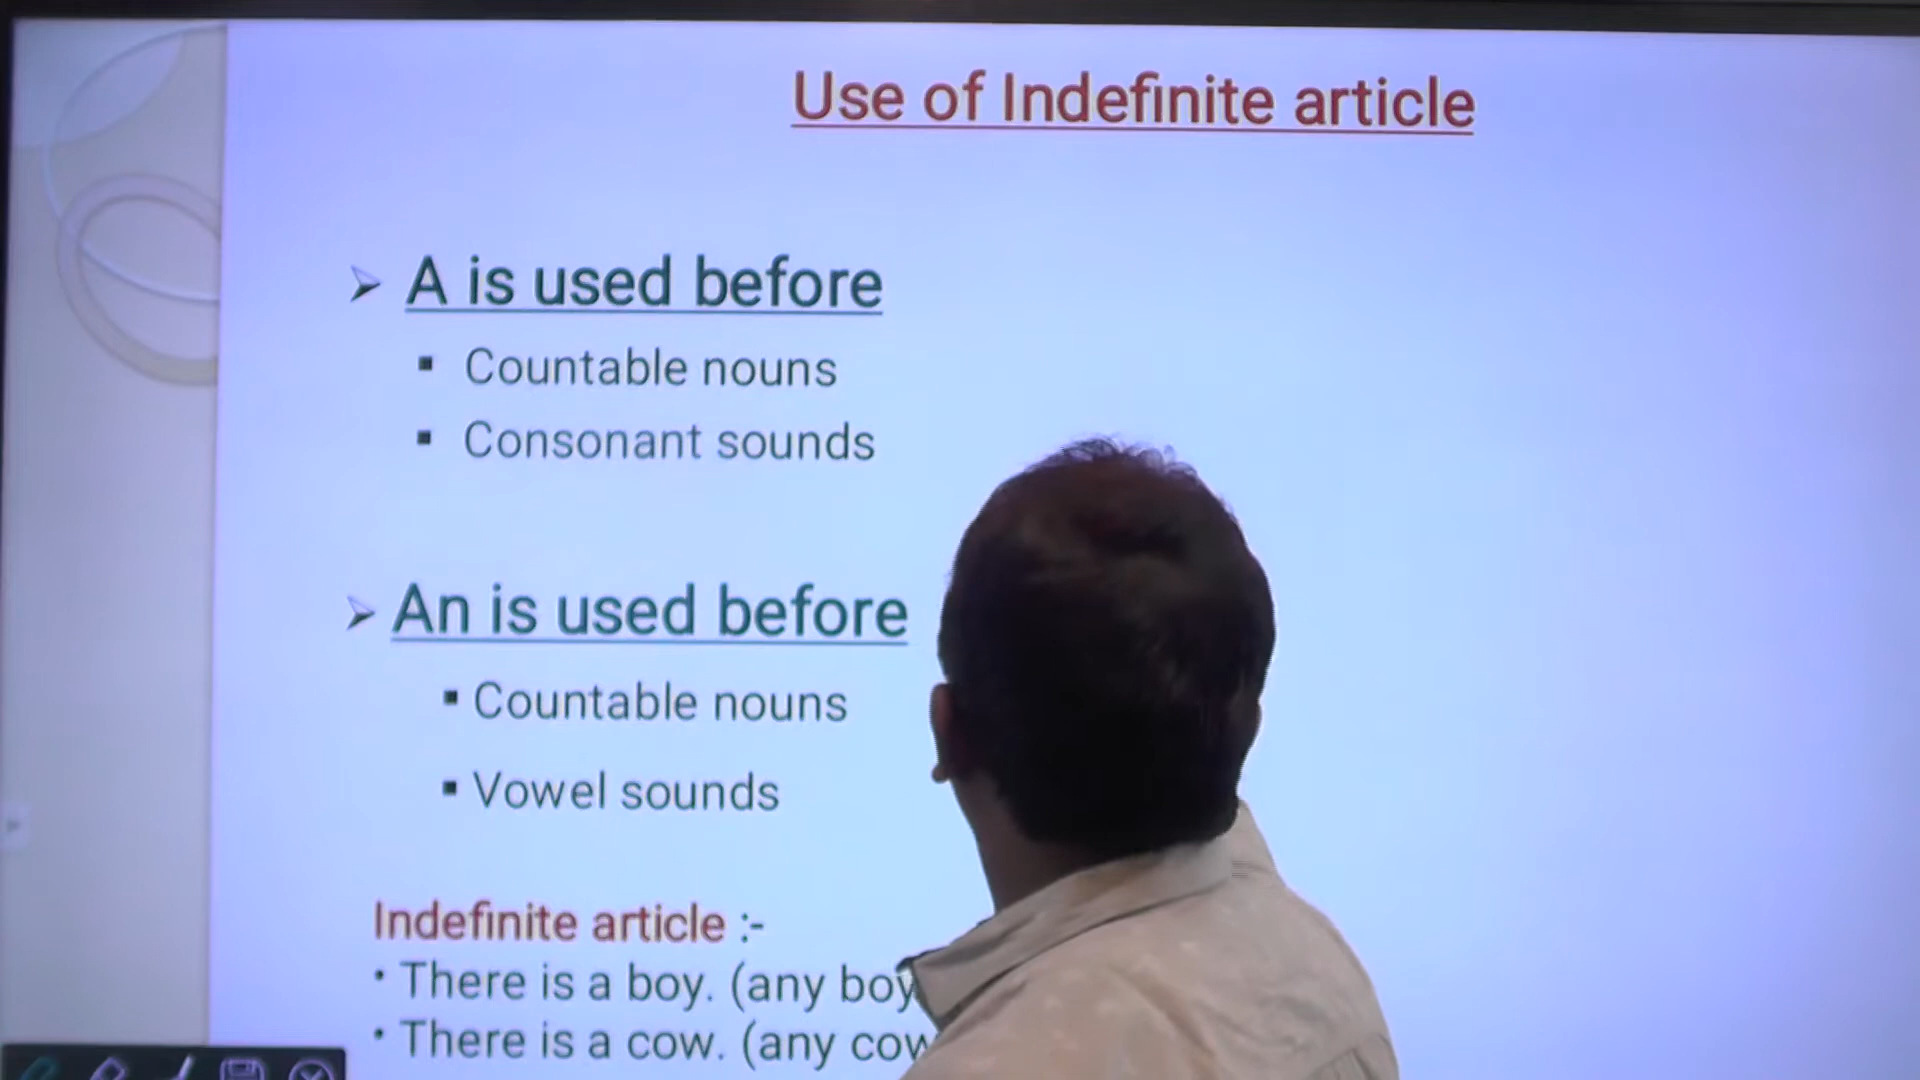 Use of Indefinite article
➢ A is used before
▪ Countable nouns
▪ Consonant sounds
➢ An is used before
▪ Countable nouns
▪ Vowel sounds
Indefinite article :-
• There is a boy. (any boy
• There is a cow. (any cow